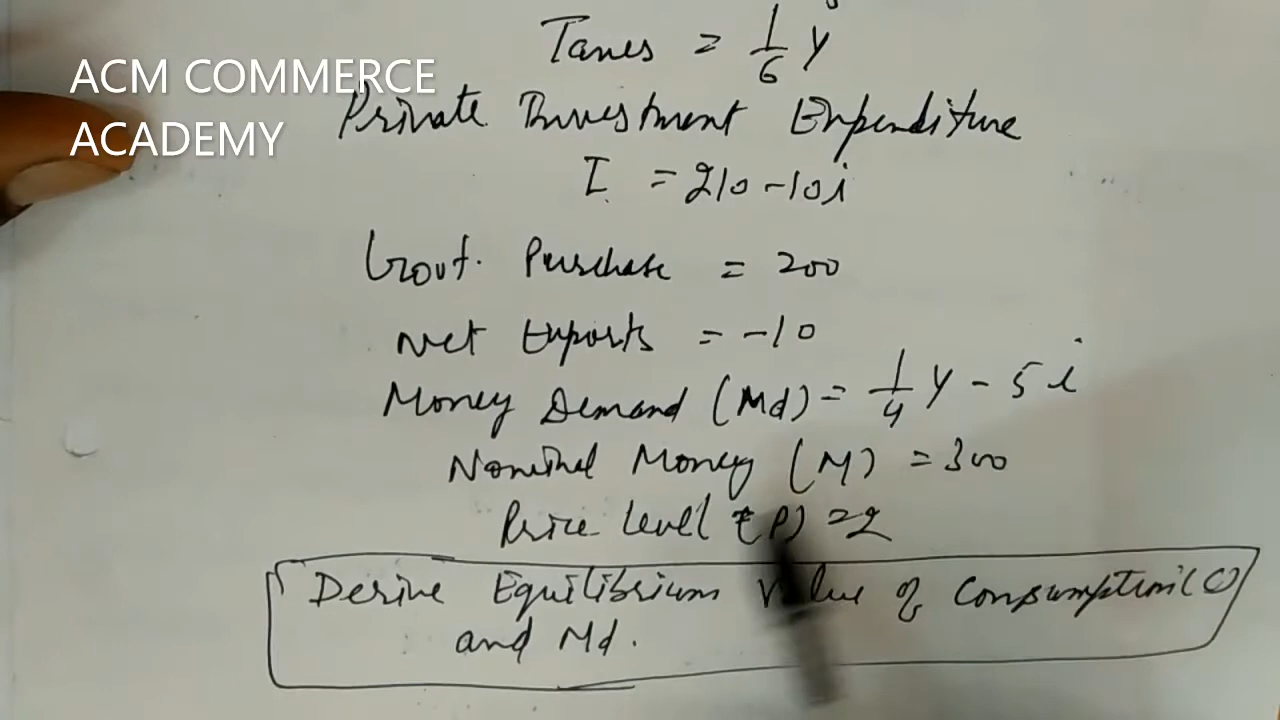 Taxes = 1/6 Y
ACM COMMERCE
ACADEMY
Private Investment Expenditure
I = 210 - 10i
Govt. Purchase = 200
Net Exports = -10
Money Demand (Md) = 1/4 Y - 5i
Nominal Money (M) = 300
Price Level (P) = 2
Derive Equilibrium Value of Consumption (C)
and Md.